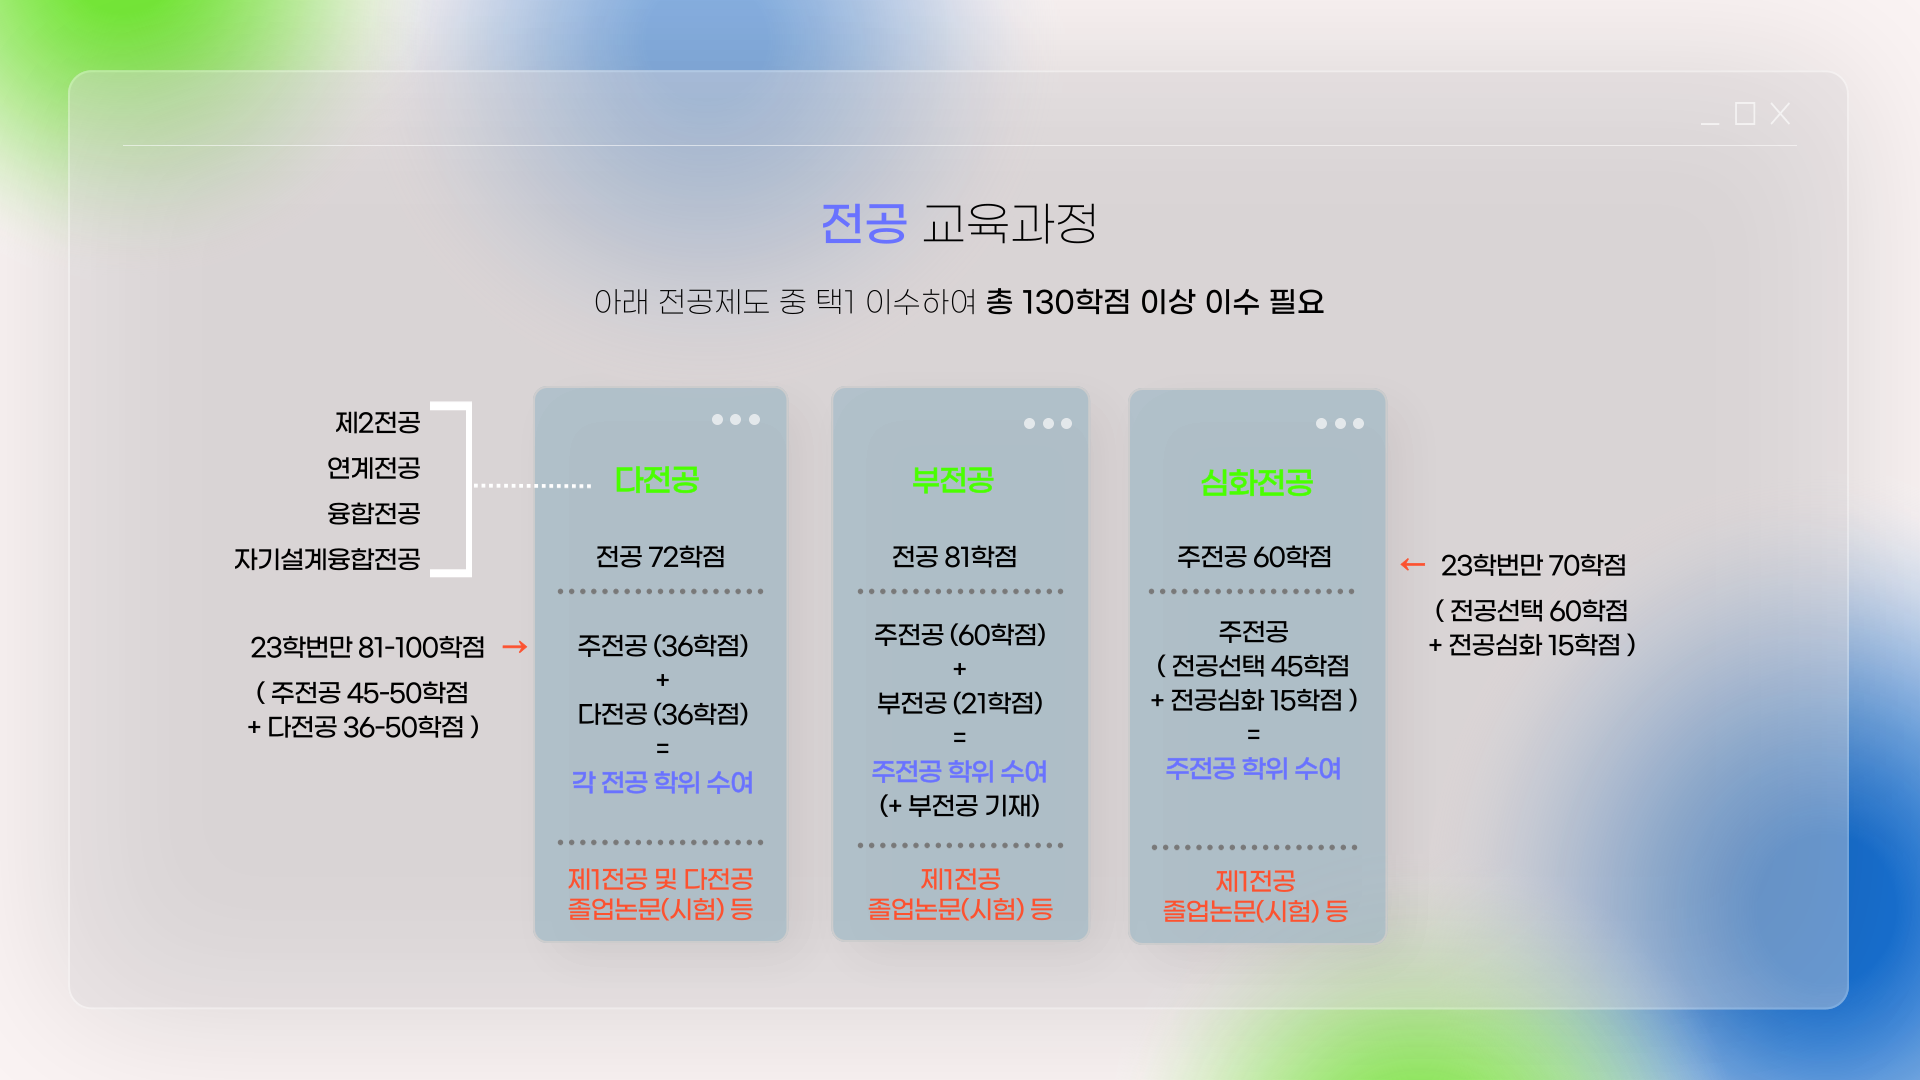 전공 교육과정
아래 전공제도 중 택1 이수하여 총 130학점 이상 이수 필요
제2전공
연계전공
융합전공
자기설계융합전공
23학번만 81-100학점 →
( 주전공 45-50학점
+ 다전공 36-50학점 )
다전공
전공 72학점
주전공 (36학점)
+
다전공 (36학점)
=
각 전공 학위 수여
제1전공 및 다전공
졸업논문(시험) 등
부전공
전공 81학점
주전공 (60학점)
+
부전공 (21학점)
=
주전공 학위 수여
(+ 부전공 기재)
제1전공
졸업논문(시험) 등
심화전공
주전공 60학점
주전공
( 전공선택 45학점
+ 전공심화 15학점 )
=
주전공 학위 수여
제1전공
졸업논문(시험) 등
← 23학번만 70학점
( 전공선택 60학점
+ 전공심화 15학점 )